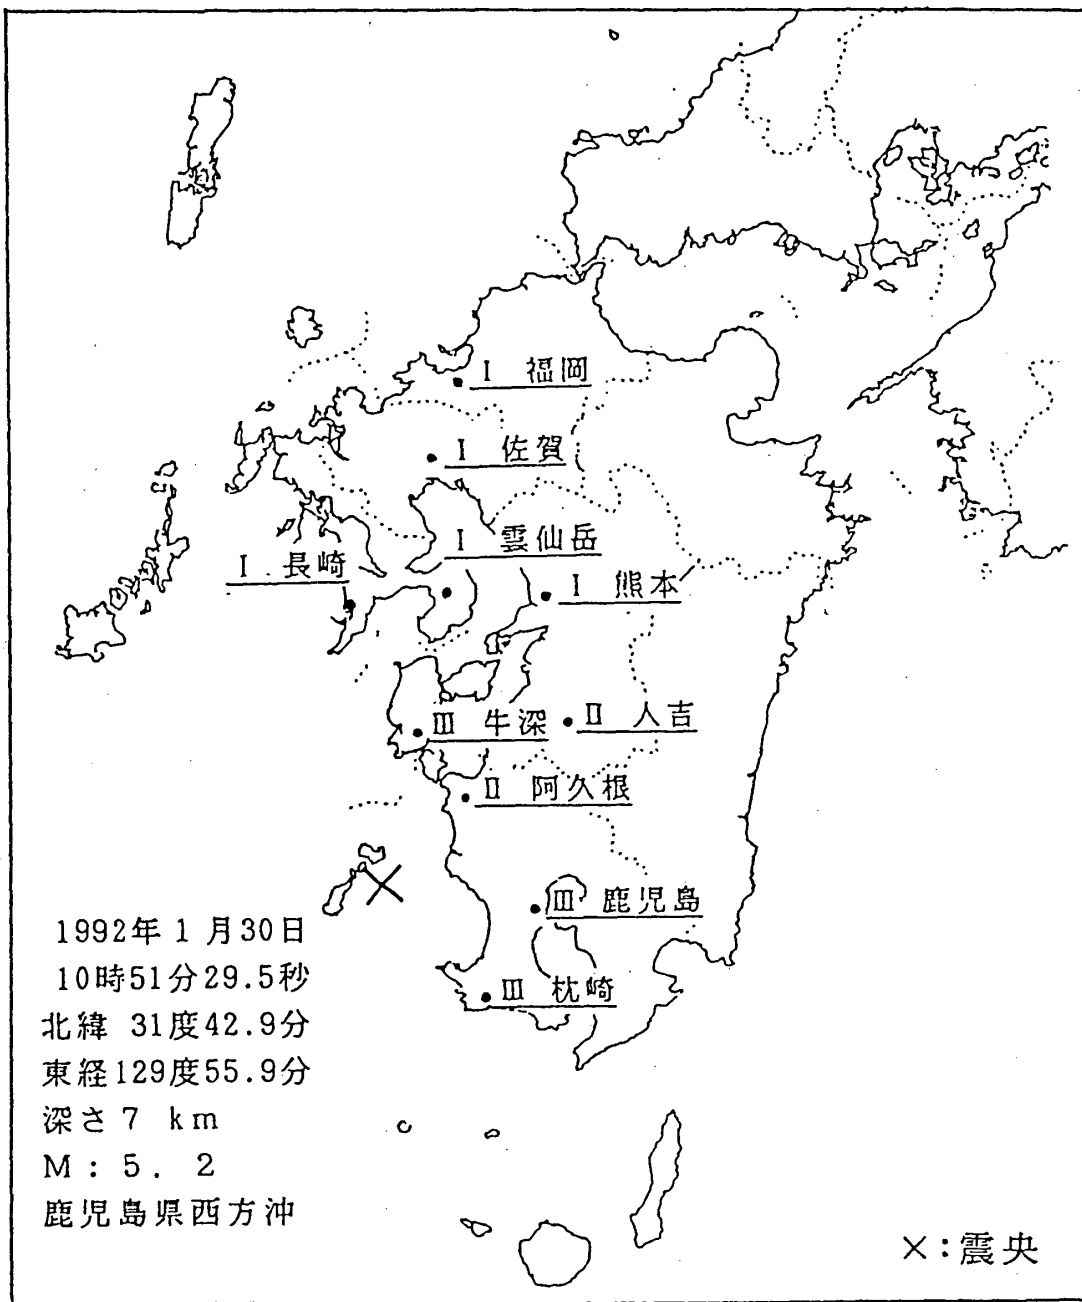 I 福岡
I 佐賀
I 雲仙岳
I 長崎
I 熊本
III 牛深
II 人吉
II 阿久根
III 鹿児島
III 枕崎
1992年1月30日
10時51分29.5秒
北緯 31度42.9分
東経129度55.9分
深さ7 km
M:5.2
鹿児島県西方沖
×:震央